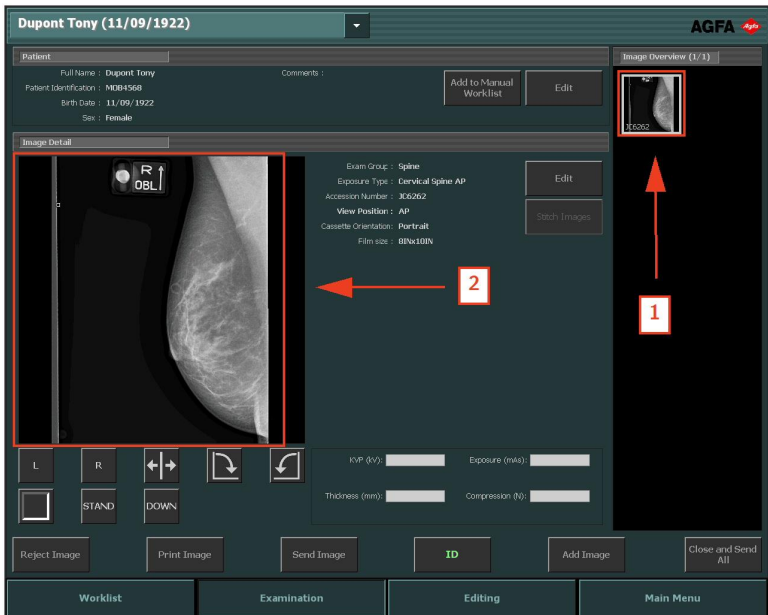 Dupont Tony (11/09/1922)
AGFA
Agfa
Patient
Full Name : Dupont Tony
Comments :
Patient Identification : MDB4568
Birth Date : 11/09/1922
Sex : Female
Add to Manual
Worklist
Edit
Image Overview (1/1)
JC6262
1
Image Detail
R
OBL
Exam Group : Spine
Exposure Type : Cervical Spine AP
Accession Number : JC6262
View Position : AP
Cassette Orientation: Portrait
Film size : 8INx10IN
Edit
Stitch Images
2
L
R
STAND
DOWN
KVP (kV):
Exposure (mAs):
Thickness (mm):
Compression (N):
Reject Image
Print Image
Send Image
ID
Add Image
Close and Send
All
Worklist
Examination
Editing
Main Menu